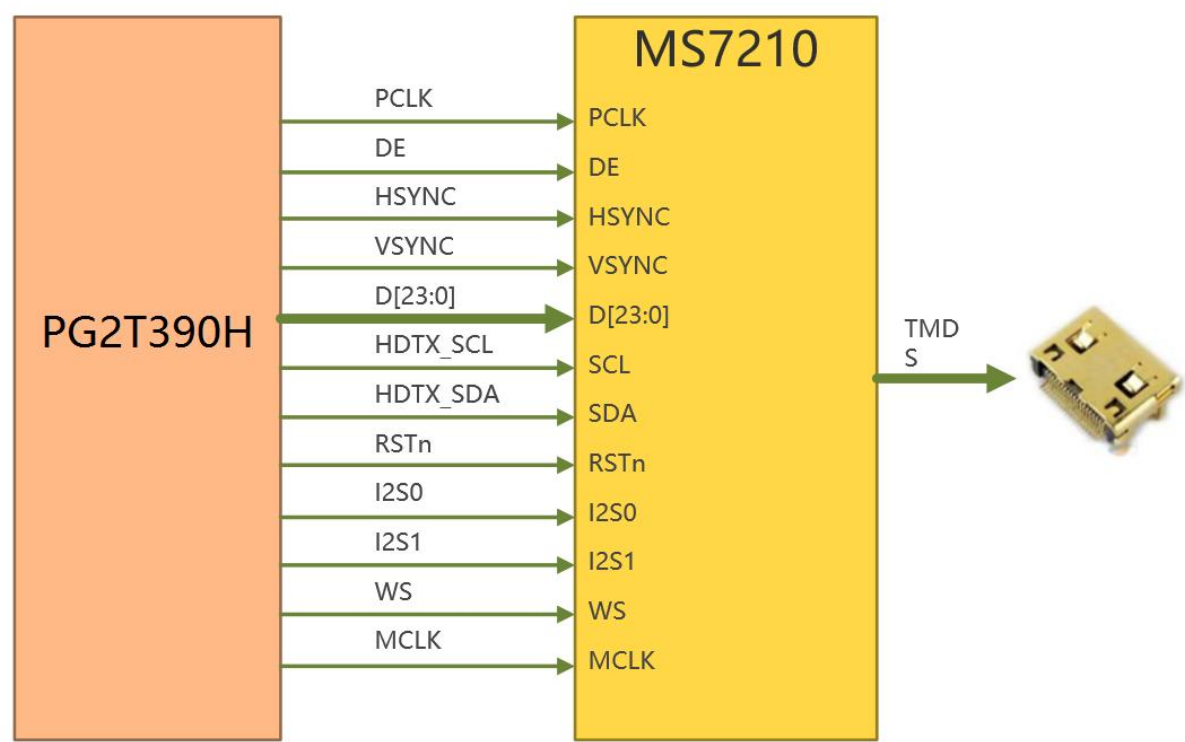 MS7210
PCLK
PCLK
DE
DE
HSYNC
HSYNC
VSYNC
VSYNC
D[23:0]
D[23:0]
PG2T390H
HDTX_SCL
SCL
HDTX_SDA
SDA
RSTn
RSTn
I2S0
I2S0
I2S1
I2S1
WS
WS
MCLK
MCLK
TMD
S